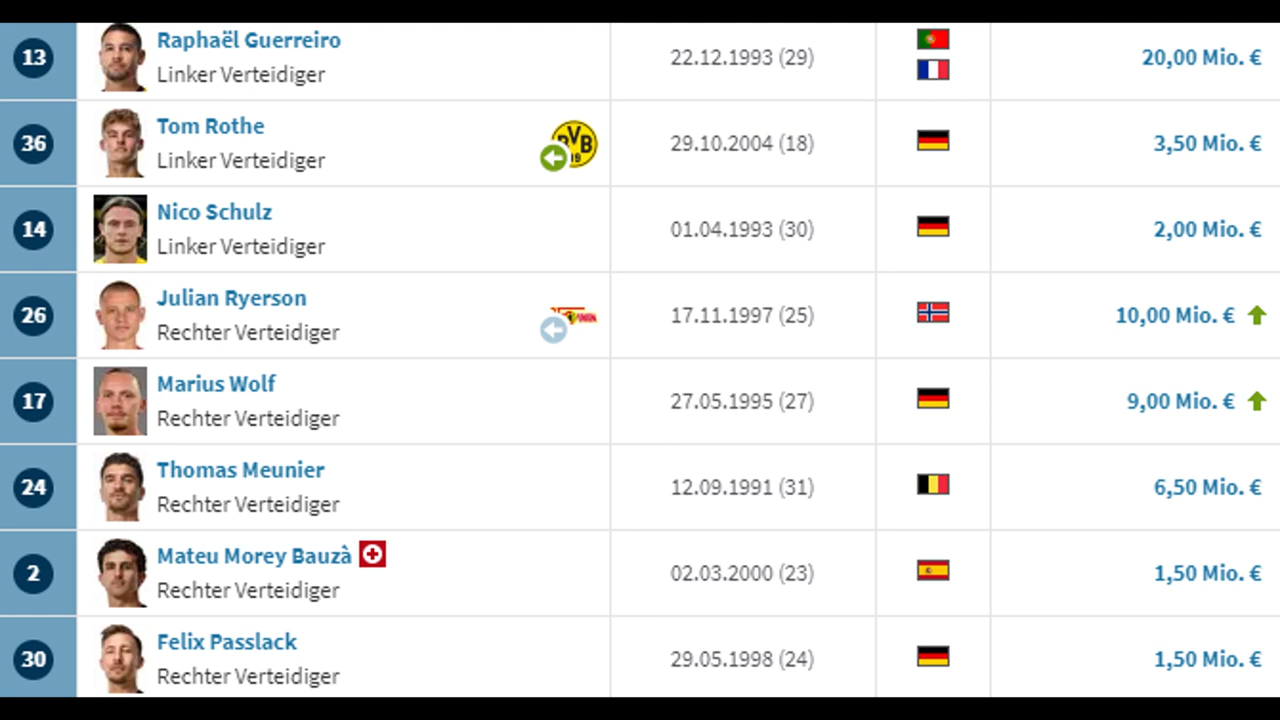 13
Raphaël Guerreiro
Linker Verteidiger
22.12.1993 (29)
20,00 Mio. €
36
Tom Rothe
Linker Verteidiger
BVB
09
29.10.2004 (18)
3,50 Mio. €
14
Nico Schulz
Linker Verteidiger
01.04.1993 (30)
2,00 Mio. €
26
Julian Ryerson
Rechter Verteidiger
17.11.1997 (25)
10,00 Mio. €
17
Marius Wolf
Rechter Verteidiger
27.05.1995 (27)
9,00 Mio. €
24
Thomas Meunier
Rechter Verteidiger
12.09.1991 (31)
6,50 Mio. €
2
Mateu Morey Bauzà
Rechter Verteidiger
02.03.2000 (23)
1,50 Mio. €
30
Felix Passlack
Rechter Verteidiger
29.05.1998 (24)
1,50 Mio. €